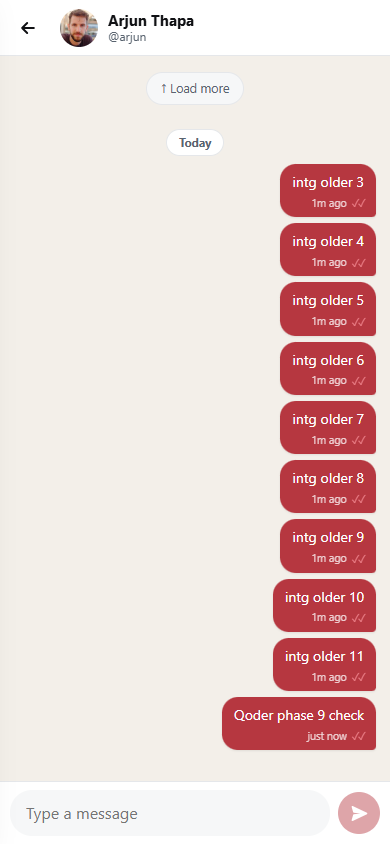 Arjun Thapa
@arjun
↑ Load more
Today
intg older 3
1m ago
intg older 4
1m ago
intg older 5
1m ago
intg older 6
1m ago
intg older 7
1m ago
intg older 8
1m ago
intg older 9
1m ago
intg older 10
1m ago
intg older 11
1m ago
Qoder phase 9 check
just now
Type a message